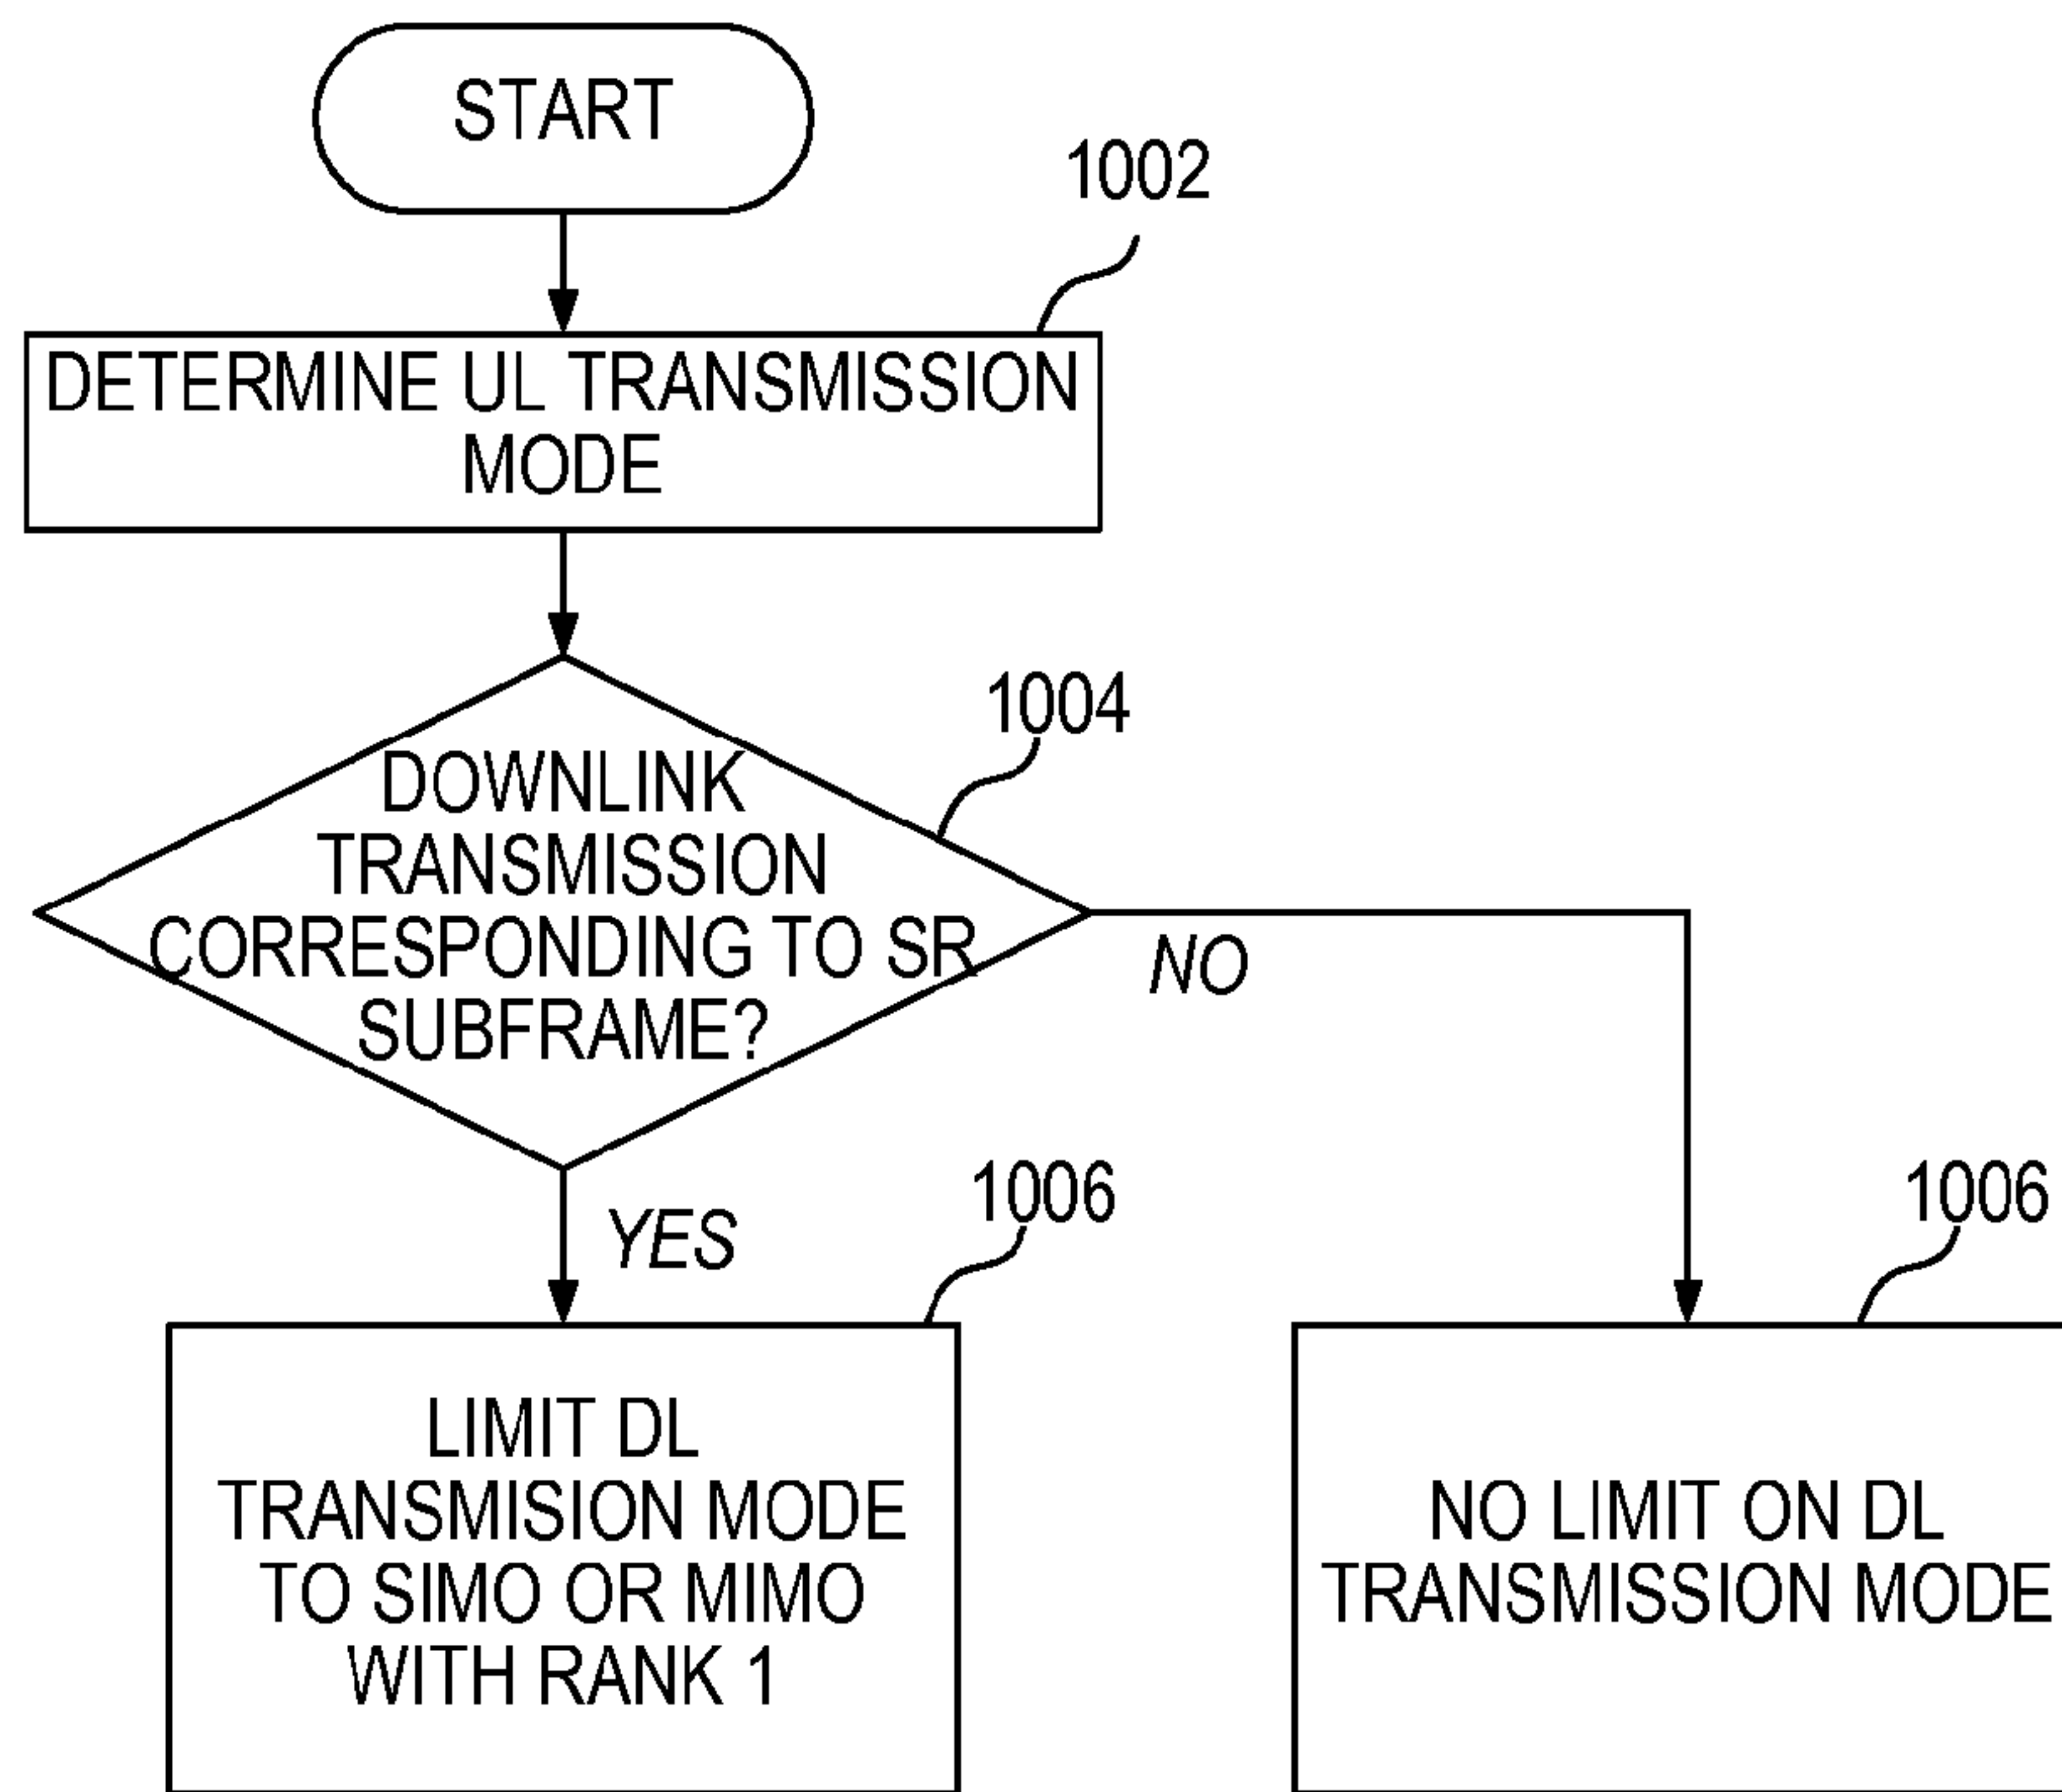 START
1002
DETERMINE UL TRANSMISSION
MODE
1004
DOWNLINK
TRANSMISSION
CORRESPONDING TO SR
SUBFRAME?
NO
YES
1006
LIMIT DL
TRANSMISION MODE
TO SIMO OR MIMO
WITH RANK 1
1006
NO LIMIT ON DL
TRANSMISSION MODE